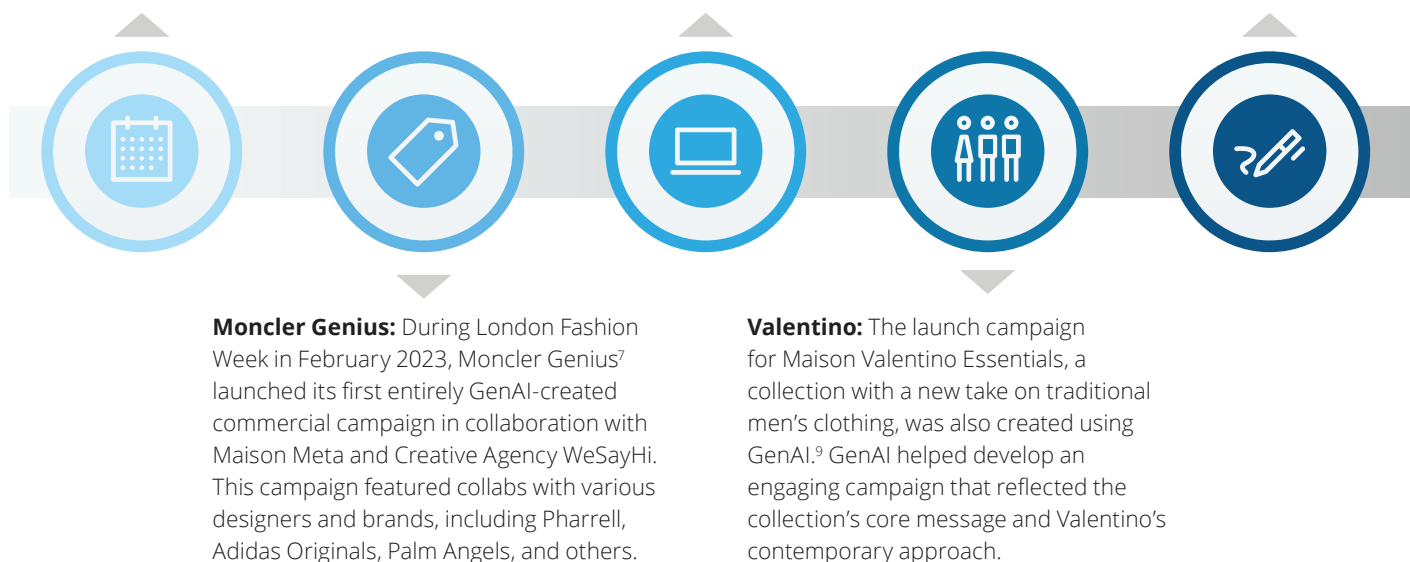 Moncler Genius: During London Fashion
Week in February 2023, Moncler Genius⁷
launched its first entirely GenAI-created
commercial campaign in collaboration with
Maison Meta and Creative Agency WeSayHi.
This campaign featured collabs with various
designers and brands, including Pharrell,
Adidas Originals, Palm Angels, and others.
Valentino: The launch campaign
for Maison Valentino Essentials, a
collection with a new take on traditional
men’s clothing, was also created using
GenAI.⁹ GenAI helped develop an
engaging campaign that reflected the
collection’s core message and Valentino’s
contemporary approach.